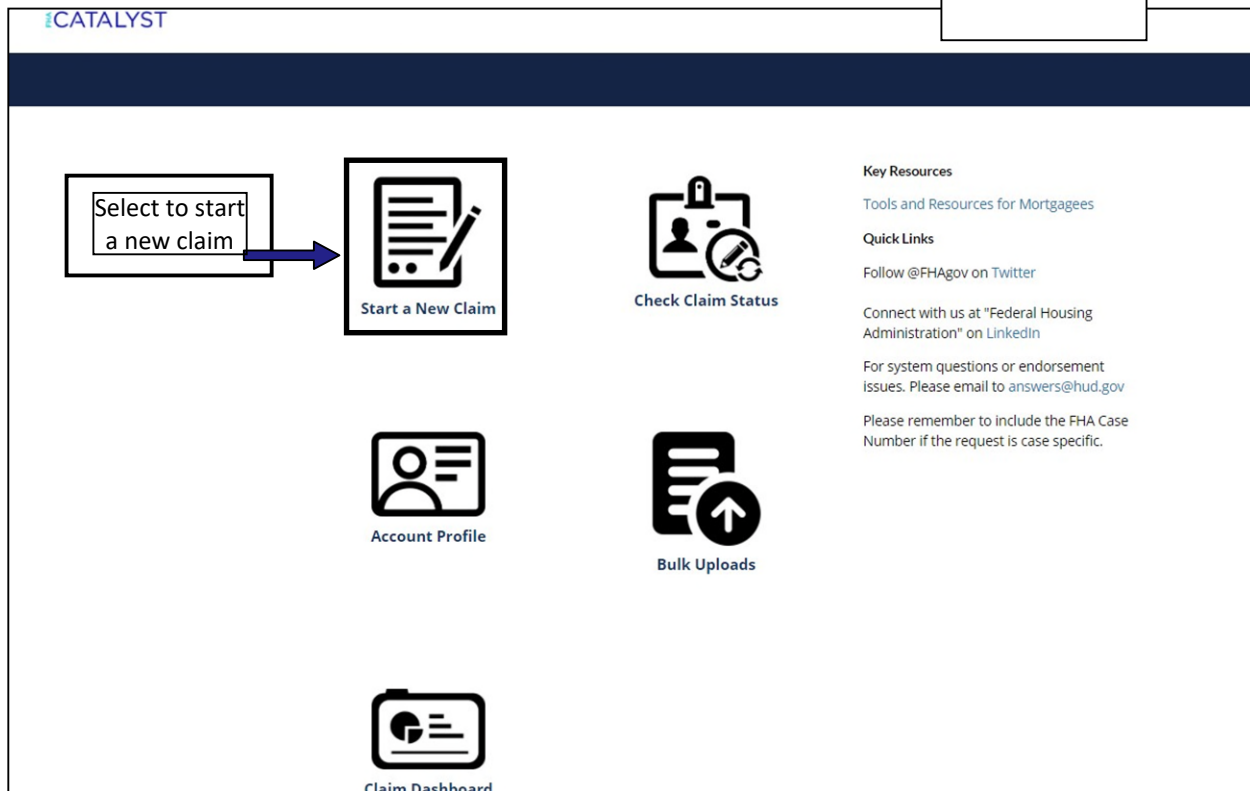 FHA CATALYST
Select to start
a new claim
Start a New Claim
Check Claim Status
Account Profile
Bulk Uploads
Claim Dashboard
Key Resources
Tools and Resources for Mortgagees
Quick Links
Follow @FHAgov on Twitter
Connect with us at "Federal Housing
Administration" on LinkedIn
For system questions or endorsement
issues. Please email to answers@hud.gov
Please remember to include the FHA Case
Number if the request is case specific.